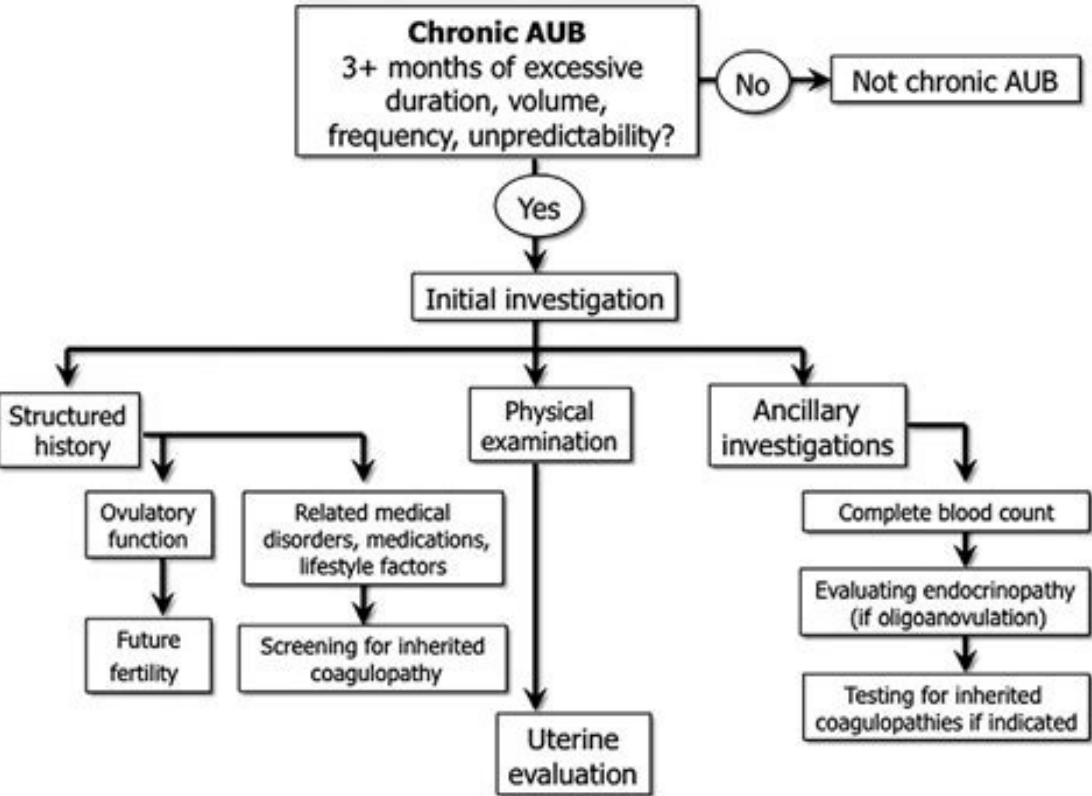 Chronic AUB
3+ months of excessive
duration, volume,
frequency, unpredictability?
No
Not chronic AUB
Yes
Initial investigation
Structured
history
Physical
examination
Ancillary
investigations
Ovulatory
function
Related medical
disorders, medications,
lifestyle factors
Complete blood count
Evaluating endocrinopathy
(if oligoanovulation)
Future
fertility
Screening for inherited
coagulopathy
Testing for inherited
coagulopathies if indicated
Uterine
evaluation